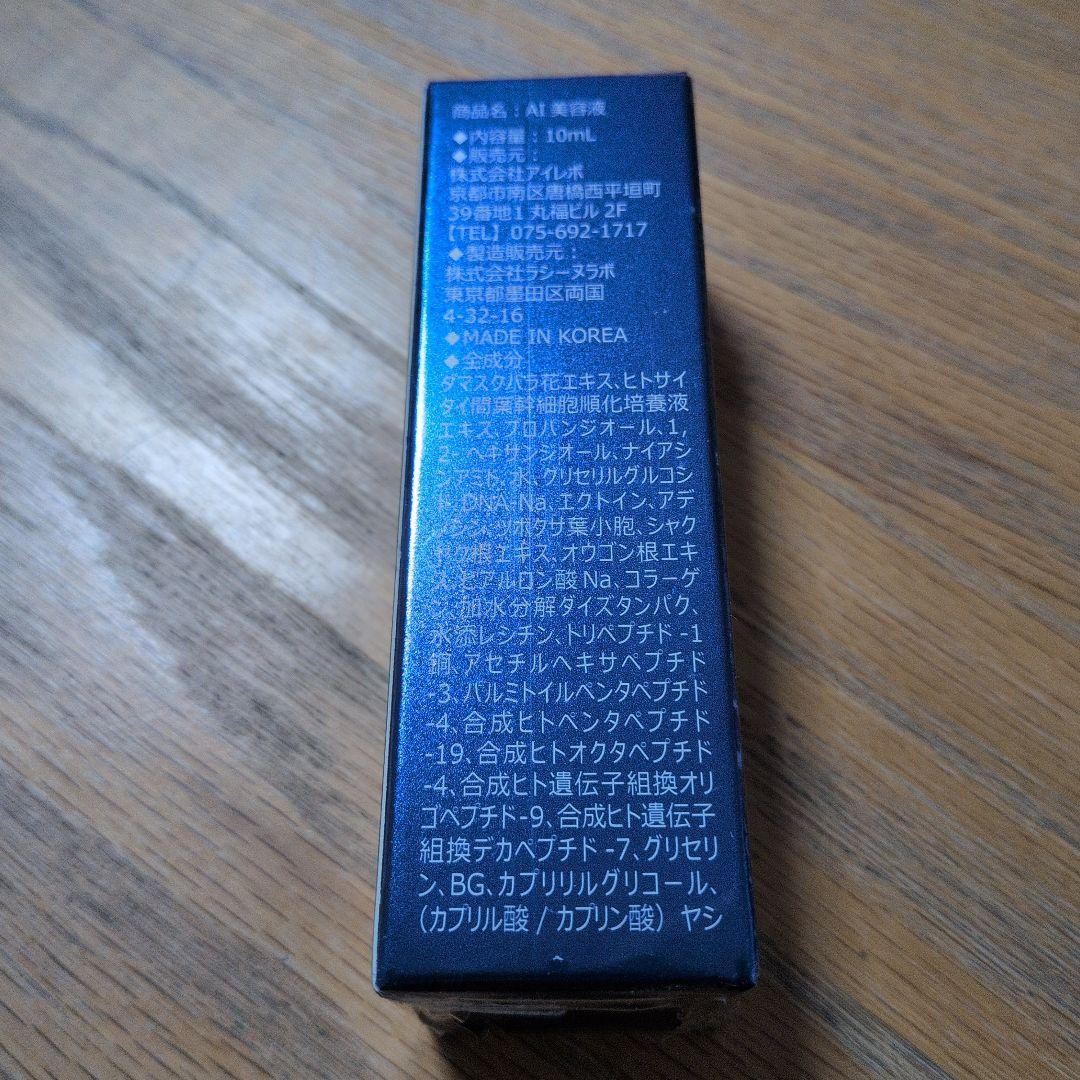 商品名：AI 美容液
◆内容量：10mL
◆販売元：
株式会社アイレボ
京都市南区唐橋西平垣町
39番地1 丸福ビル 2F
【TEL】075-692-1717
◆製造販売元：
株式会社ラシーヌラボ
東京都墨田区両国
4-32-16
◆MADE IN KOREA
◆全成分：
ダマスクバラ花エキス、ヒトサイ
タイ間葉幹細胞順化培養液
エキス、プロパンジオール、1,
2- ヘキサンジオール、ナイアシ
ンアミド、水、グリセリルグルコシ
ド、DNA-Na、エクトイン、アデ
ノシン、ツボクサ葉小胞、シャク
ヤク根エキス、オウゴン根エキ
ス、ヒアルロン酸Na、コラーゲ
ン、加水分解ダイズタンパク、
水添レシチン、トリペプチド -1
銅、アセチルヘキサペプチド
-3、パルミトイルペンタペプチド
-4、合成ヒトペンタペプチド
-19、合成ヒトオクタペプチド
-4、合成ヒト遺伝子組換オリ
ゴペプチド-9、合成ヒト遺伝子
組換デカペプチド -7、グリセリ
ン、BG、カプリリルグリコール、
（カプリル酸 / カプリン酸）ヤシ